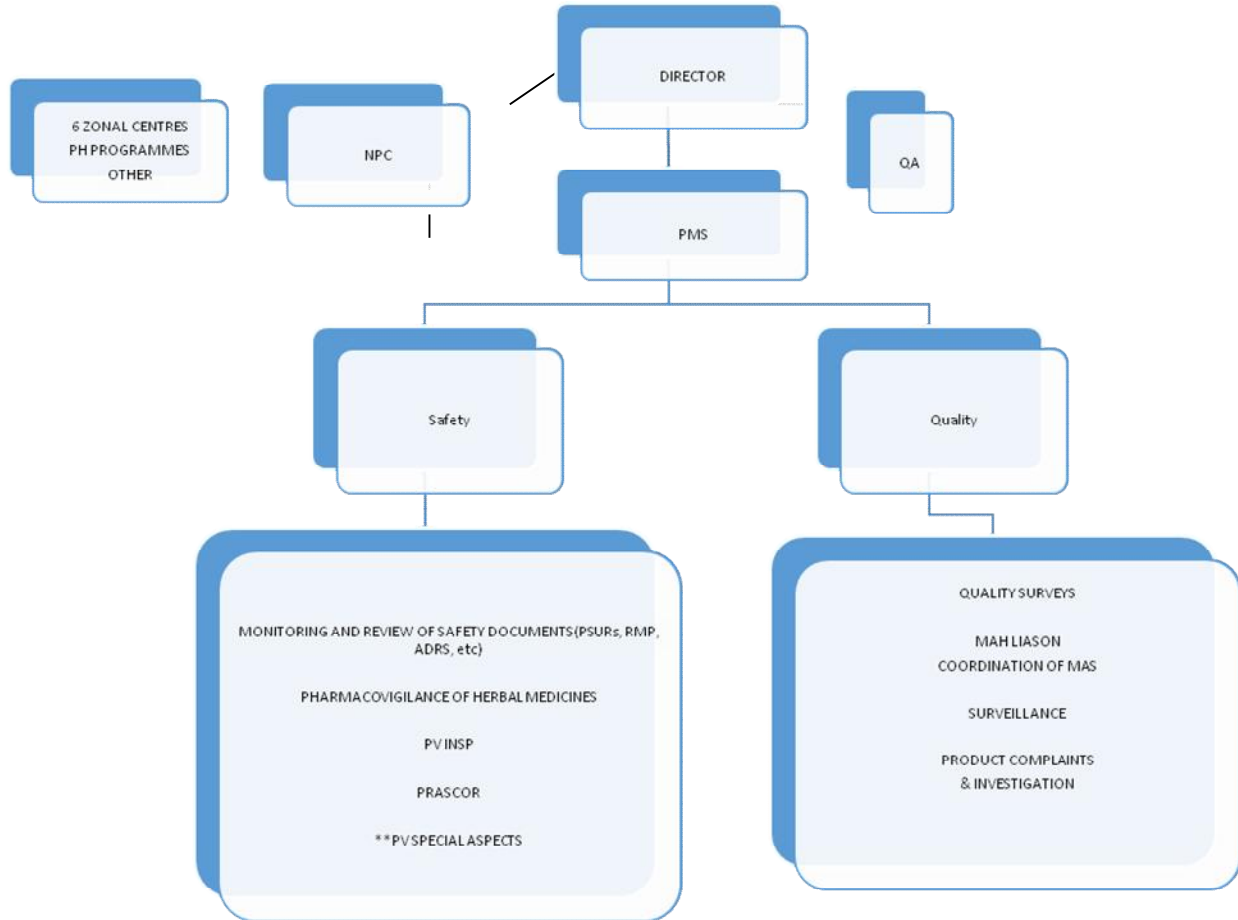 DIRECTOR
6 ZONAL CENTRES
PH PROGRAMMES
OTHER
NPC
QA
PMS
Safety
Quality
MONITORING AND REVIEW OF SAFETY DOCUMENTS(PSURs, RMP,
ADRS, etc)
PHARMACOVIGILANCE OF HERBAL MEDICINES
PV INSP
PRASCOR
**PV SPECIAL ASPECTS
QUALITY SURVEYS
MAH LIASON
COORDINATION OF MAS
SURVEILLANCE
PRODUCT COMPLAINTS
& INVESTIGATION